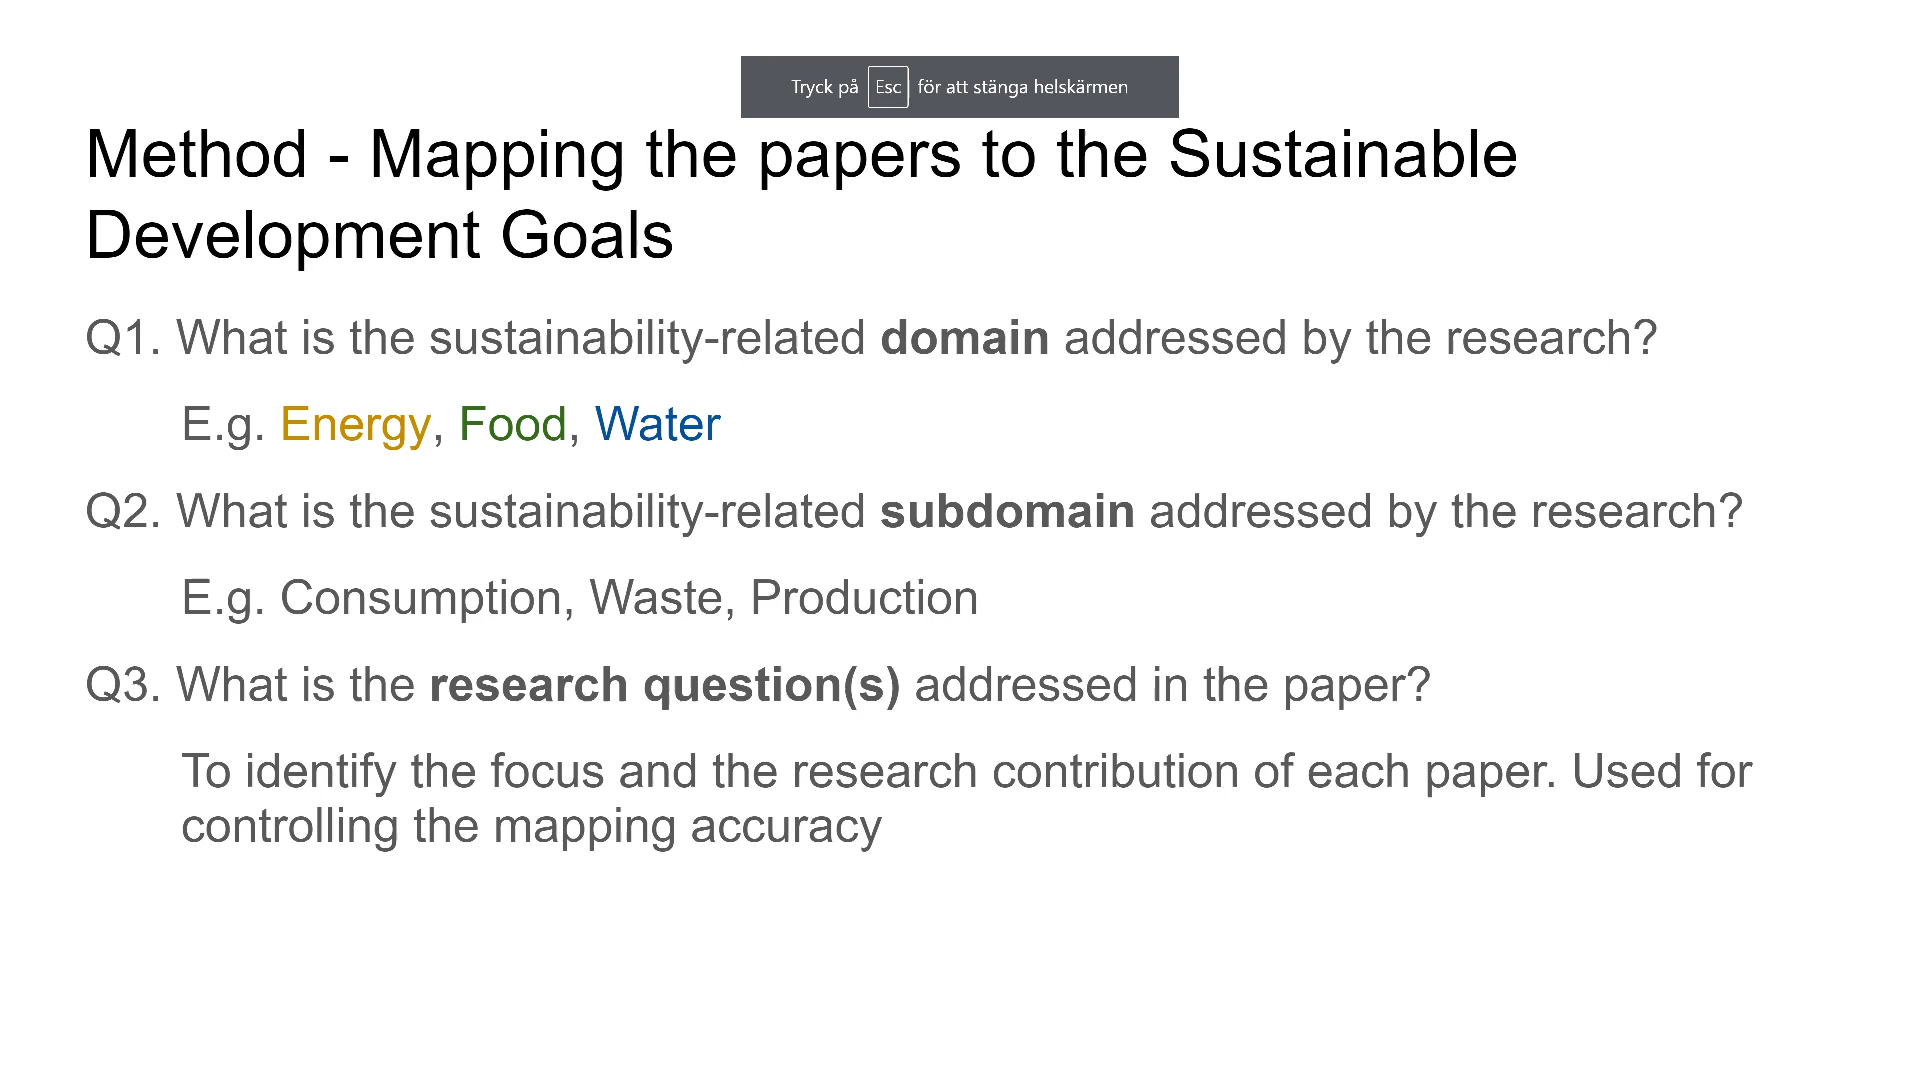 Tryck på Esc för att stänga helskärmen
Method - Mapping the papers to the Sustainable
Development Goals
Q1. What is the sustainability-related domain addressed by the research?
E.g. Energy, Food, Water
Q2. What is the sustainability-related subdomain addressed by the research?
E.g. Consumption, Waste, Production
Q3. What is the research question(s) addressed in the paper?
To identify the focus and the research contribution of each paper. Used for
controlling the mapping accuracy